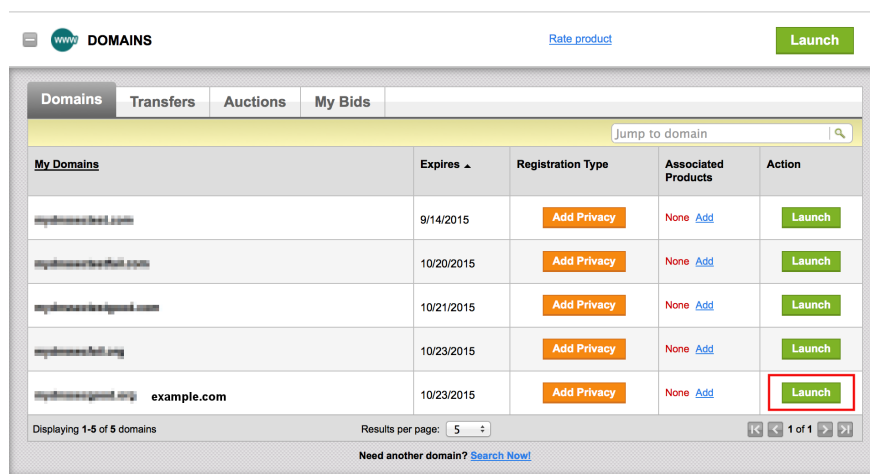 www DOMAINS Rate product Launch
Domains Transfers Auctions My Bids
Jump to domain
My Domains Expires Registration Type Associated Products Action
9/14/2015 Add Privacy None Add Launch
10/20/2015 Add Privacy None Add Launch
10/21/2015 Add Privacy None Add Launch
10/23/2015 Add Privacy None Add Launch
example.com 10/23/2015 Add Privacy None Add Launch
Displaying 1-5 of 5 domains Results per page: 5 1 of 1
Need another domain? Search Now!